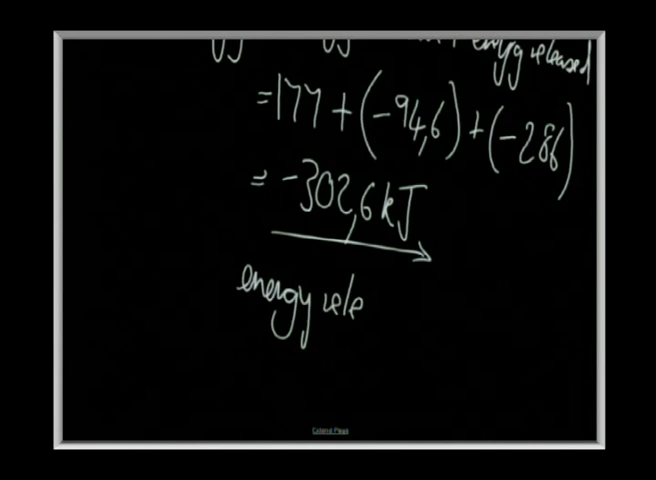 energy released
=177 + (-94,6) + (-286)
= -302,6 kJ
energy rele